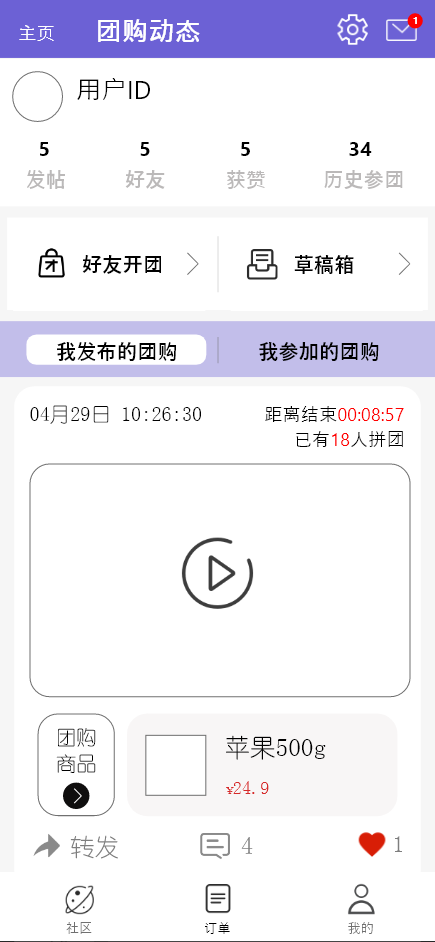 主页 团购动态 1
用户ID
5 5 5 34
发帖 好友 获赞 历史参团
好友开团 草稿箱
我发布的团购 我参加的团购
04月29日 10:26:30 距离结束00:08:57
已有18人拼团
团购 苹果500g
商品 ¥24.9
转发 4 1
社区 订单 我的